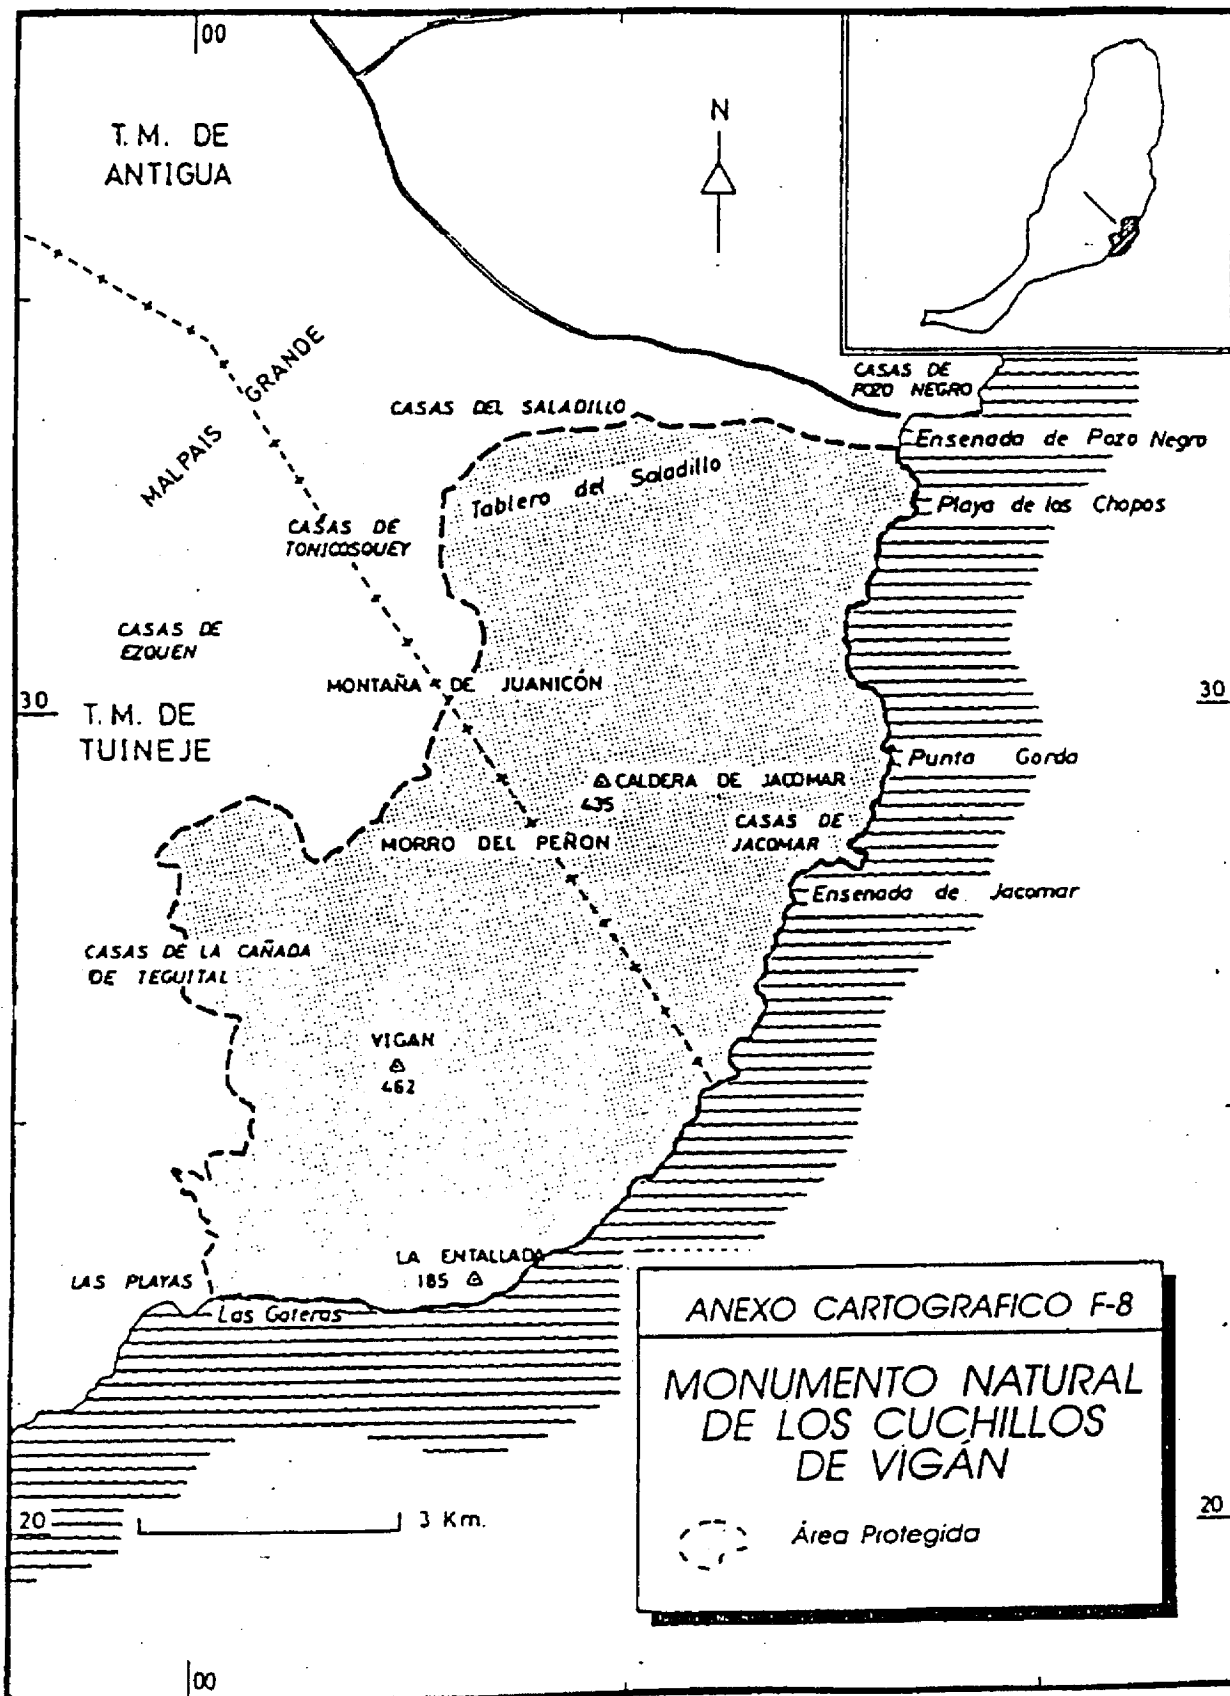 00
T.M. DE
ANTIGUA
N
MALPAIS GRANDE
CASAS DE
POZO NEGRO
CASAS DEL SALADILLO
Ensenada de Pozo Negro
Tablero del Saladillo
Playa de los Chopos
CASAS DE
TONICOSQUEY
CASAS DE
EZQUEN
MONTAÑA DE JUANICÓN
30
30
T.M. DE
TUINEJE
Punta Gorda
CALDERA DE JACOMAR
435
CASAS DE
JACOMAR
MORRO DEL PEÑON
Ensenada de Jacomar
CASAS DE LA CAÑADA
DE TEGUITAL
VIGAN
462
LA ENTALLADA
185
LAS PLAYAS
Las Goteras
ANEXO CARTOGRAFICO F-8
MONUMENTO NATURAL
DE LOS CUCHILLOS
DE VIGÁN
Área Protegida
20
3 Km.
20
00